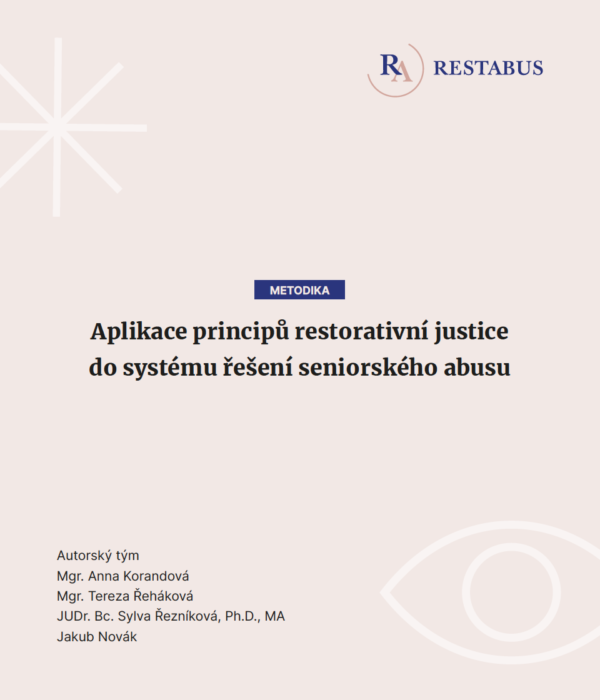 RA RESTABUS
METODIKA
Aplikace principů restorativní justice
do systému řešení seniorského abusu
Autorský tým
Mgr. Anna Korandová
Mgr. Tereza Řeháková
JUDr. Bc. Sylva Řezníková, Ph.D., MA
Jakub Novák